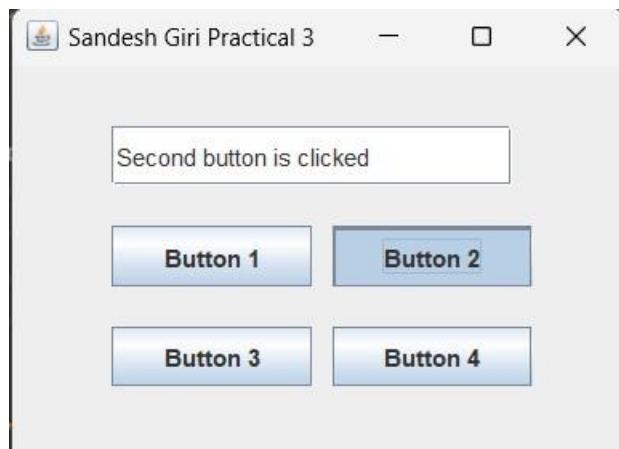 Sandesh Giri Practical 3
Second button is clicked
Button 1 Button 2
Button 3 Button 4